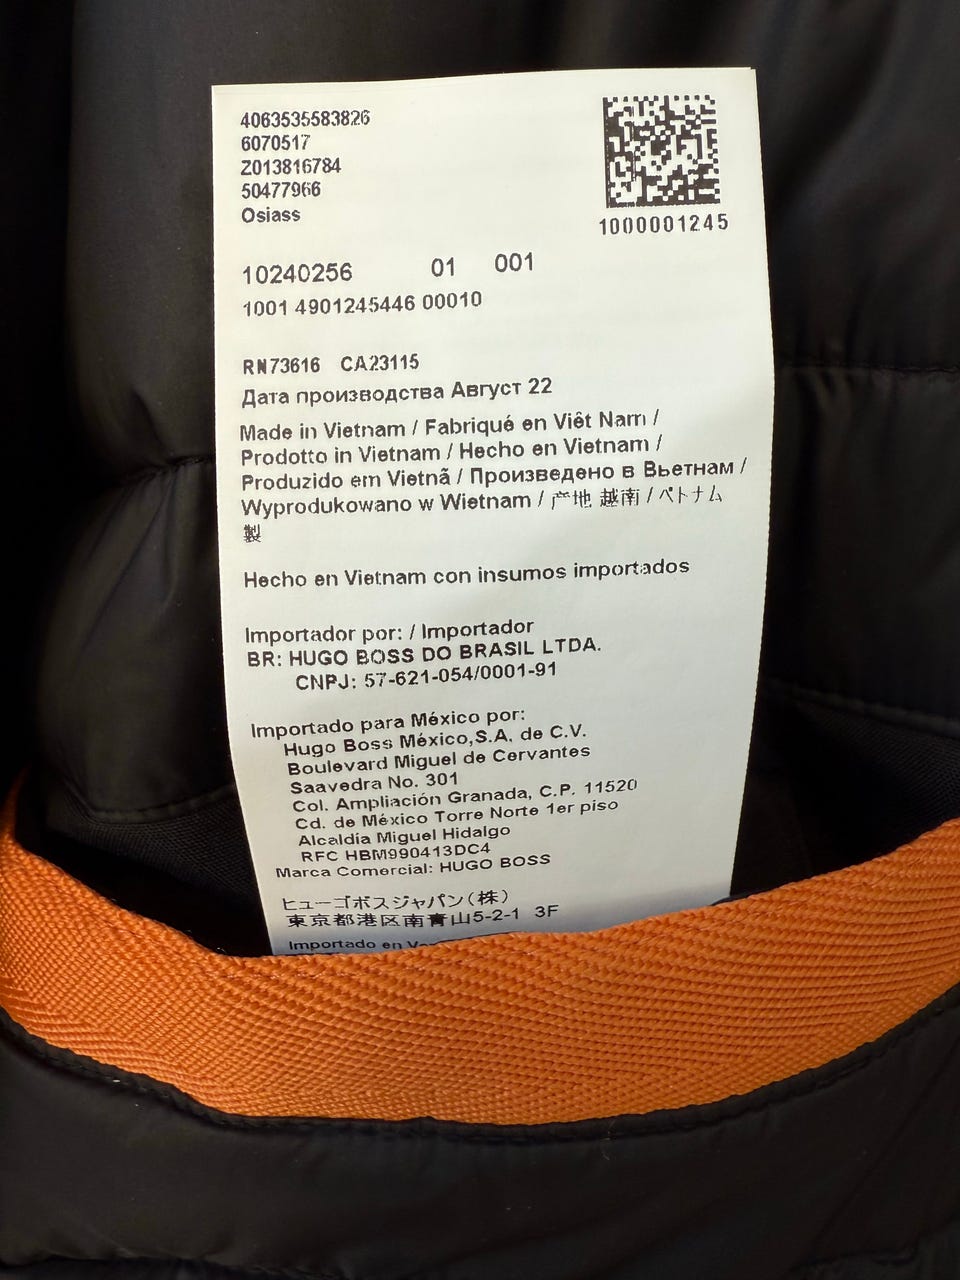 4063535583826
6070517
Z013816784
50477966
Osiass
1000001245
10240256 01 001
1001 4901245446 00010
RN73616 CA23115
Дата производства Август 22
Made in Vietnam / Fabriqué en Viêt Nam /
Prodotto in Vietnam / Hecho en Vietnam /
Produzido em Vietnã / Произведено в Вьетнам /
Wyprodukowano w Wietnam / 产地 越南 / ベトナム
製
Hecho en Vietnam con insumos importados
Importador por: / Importador
BR: HUGO BOSS DO BRASIL LTDA.
CNPJ: 57-621-054/0001-91
Importado para México por:
Hugo Boss México,S.A. de C.V.
Boulevard Miguel de Cervantes
Saavedra No. 301
Col. Ampliación Granada, C.P. 11520
Cd. de México Torre Norte 1er piso
Alcaldía Miguel Hidalgo
RFC HBM990413DC4
Marca Comercial: HUGO BOSS
ヒューゴボスジャパン(株)
東京都港区南青山5-2-1 3F
Importado en